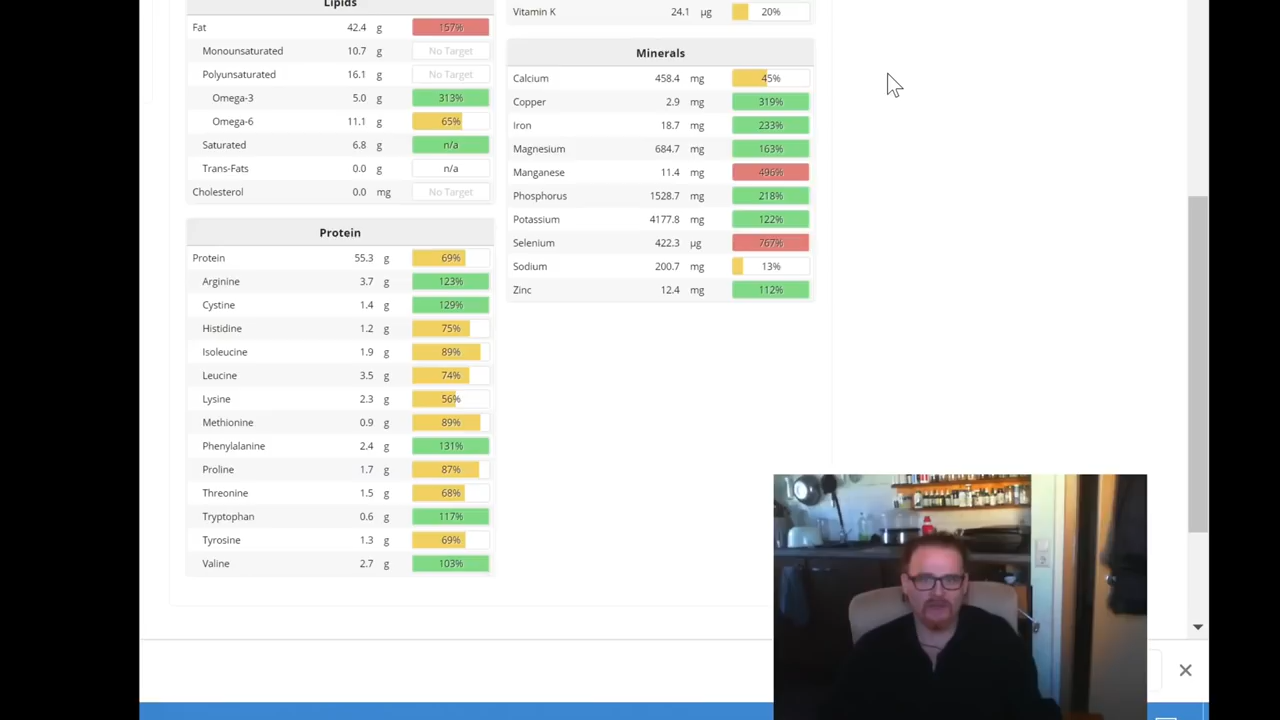 Lipids
Fat 42.4 g 157%
Monounsaturated 10.7 g No Target
Polyunsaturated 16.1 g No Target
Omega-3 5.0 g 313%
Omega-6 11.1 g 65%
Saturated 6.8 g n/a
Trans-Fats 0.0 g n/a
Cholesterol 0.0 mg No Target
Protein
Protein 55.3 g 69%
Arginine 3.7 g 123%
Cystine 1.4 g 129%
Histidine 1.2 g 75%
Isoleucine 1.9 g 89%
Leucine 3.5 g 74%
Lysine 2.3 g 56%
Methionine 0.9 g 89%
Phenylalanine 2.4 g 131%
Proline 1.7 g 87%
Threonine 1.5 g 68%
Tryptophan 0.6 g 117%
Tyrosine 1.3 g 69%
Valine 2.7 g 103%
Vitamin K 24.1 µg 20%
Minerals
Calcium 458.4 mg 45%
Copper 2.9 mg 319%
Iron 18.7 mg 233%
Magnesium 684.7 mg 163%
Manganese 11.4 mg 496%
Phosphorus 1528.7 mg 218%
Potassium 4177.8 mg 122%
Selenium 422.3 µg 767%
Sodium 200.7 mg 13%
Zinc 12.4 mg 112%